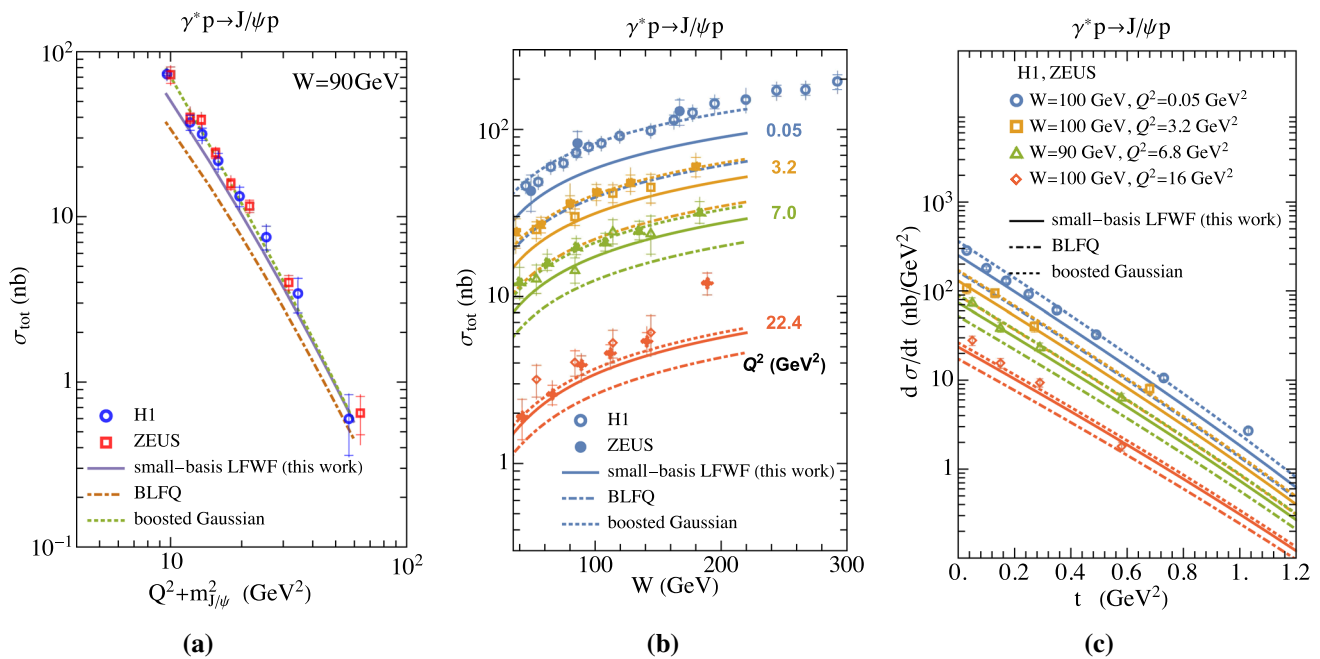 γ*p→J/ψp
W=90GeV
10²
10
1
10⁻¹
σtot (nb)
H1
ZEUS
small−basis LFWF (this work)
BLFQ
boosted Gaussian
10
10²
Q²+m²J/ψ (GeV²)
(a)
γ*p→J/ψp
10²
10
1
σtot (nb)
0.05
3.2
7.0
22.4
Q² (GeV²)
H1
ZEUS
small−basis LFWF (this work)
BLFQ
boosted Gaussian
0
100
200
300
W (GeV)
(b)
γ*p→J/ψp
H1, ZEUS
W=100 GeV, Q²=0.05 GeV²
W=100 GeV, Q²=3.2 GeV²
W=90 GeV, Q²=6.8 GeV²
W=100 GeV, Q²=16 GeV²
small−basis LFWF (this work)
BLFQ
boosted Gaussian
10³
10²
10
1
d σ/dt (nb/GeV²)
0.
0.2
0.4
0.6
0.8
1.
1.2
t (GeV²)
(c)